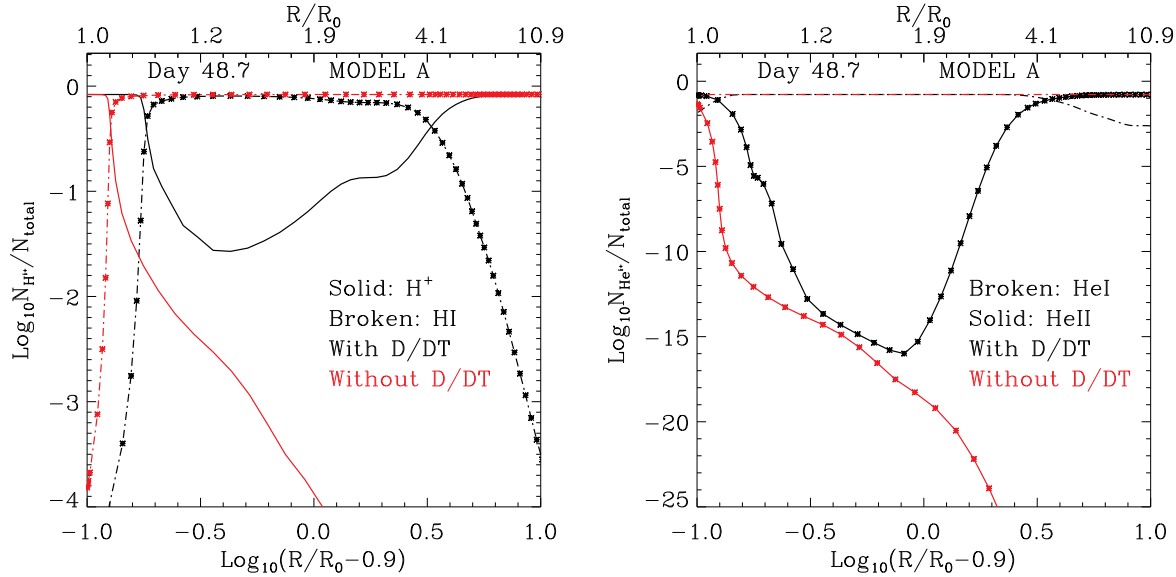 R/R₀
1.0 1.2 1.9 4.1 10.9
Day 48.7 MODEL A
0
−1
−2
−3
−4
Log₁₀N_H**/N_total
Solid: H⁺
Broken: HI
With D/DT
Without D/DT
−1.0 −0.5 0.0 0.5 1.0
Log₁₀(R/R₀−0.9)
R/R₀
1.0 1.2 1.9 4.1 10.9
Day 48.7 MODEL A
0
−5
−10
−15
−20
−25
Log₁₀N_He**/N_total
Broken: HeI
Solid: HeII
With D/DT
Without D/DT
−1.0 −0.5 0.0 0.5 1.0
Log₁₀(R/R₀−0.9)